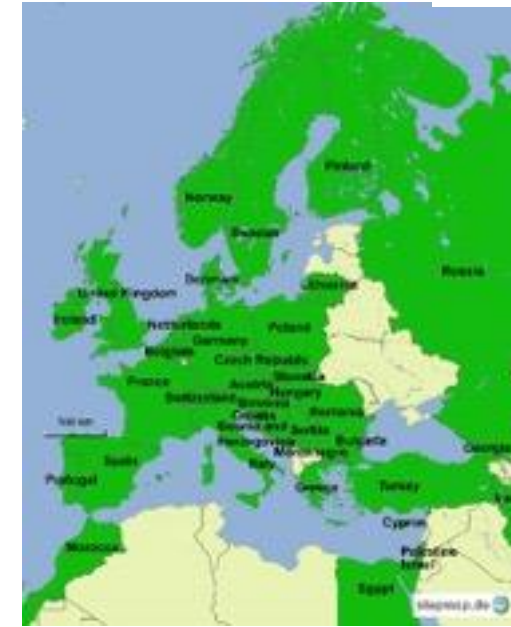 Finland
Norway
Sweden
Russia
Denmark
Lithuania
United Kingdom
Ireland
Netherlands
Poland
Germany
Belgium
Czech Republic
Slovakia
France
Austria
Hungary
Switzerland
Slovenia
Croatia
Romania
Bosnia and
Serbia
Herzegovina
Bulgaria
Montenegro
Georgia
Spain
Italy
Portugal
Greece
Turkey
Cyprus
Morocco
Palestine
Israel
Egypt
stepmap.de